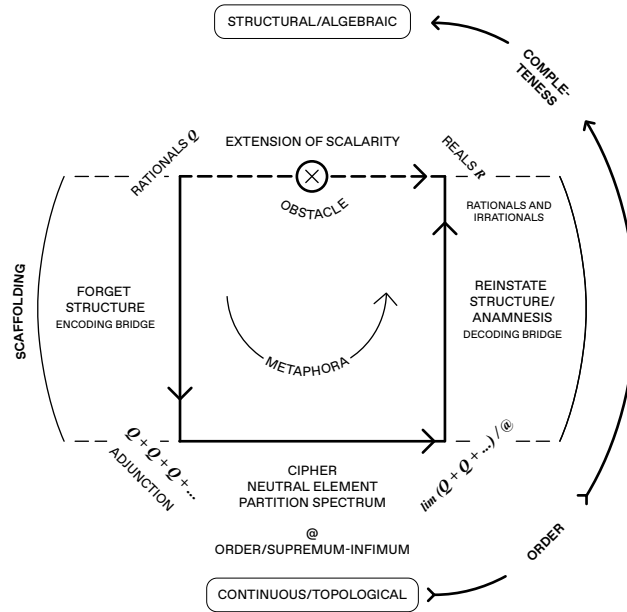 STRUCTURAL/ALGEBRAIC
COMPLE-
TENESS
RATIONALS Q
EXTENSION OF SCALARITY
REALS R
OBSTACLE
RATIONALS AND
IRRATIONALS
SCAFFOLDING
FORGET
STRUCTURE
ENCODING BRIDGE
REINSTATE
STRUCTURE/
ANAMNESIS
DECODING BRIDGE
METAPHORA
Q + Q + Q + ...
ADJUNCTION
CIPHER
NEUTRAL ELEMENT
PARTITION SPECTRUM
lim (Q + Q + ...) / @
@
ORDER/SUPREMUM-INFIMUM
ORDER
CONTINUOUS/TOPOLOGICAL